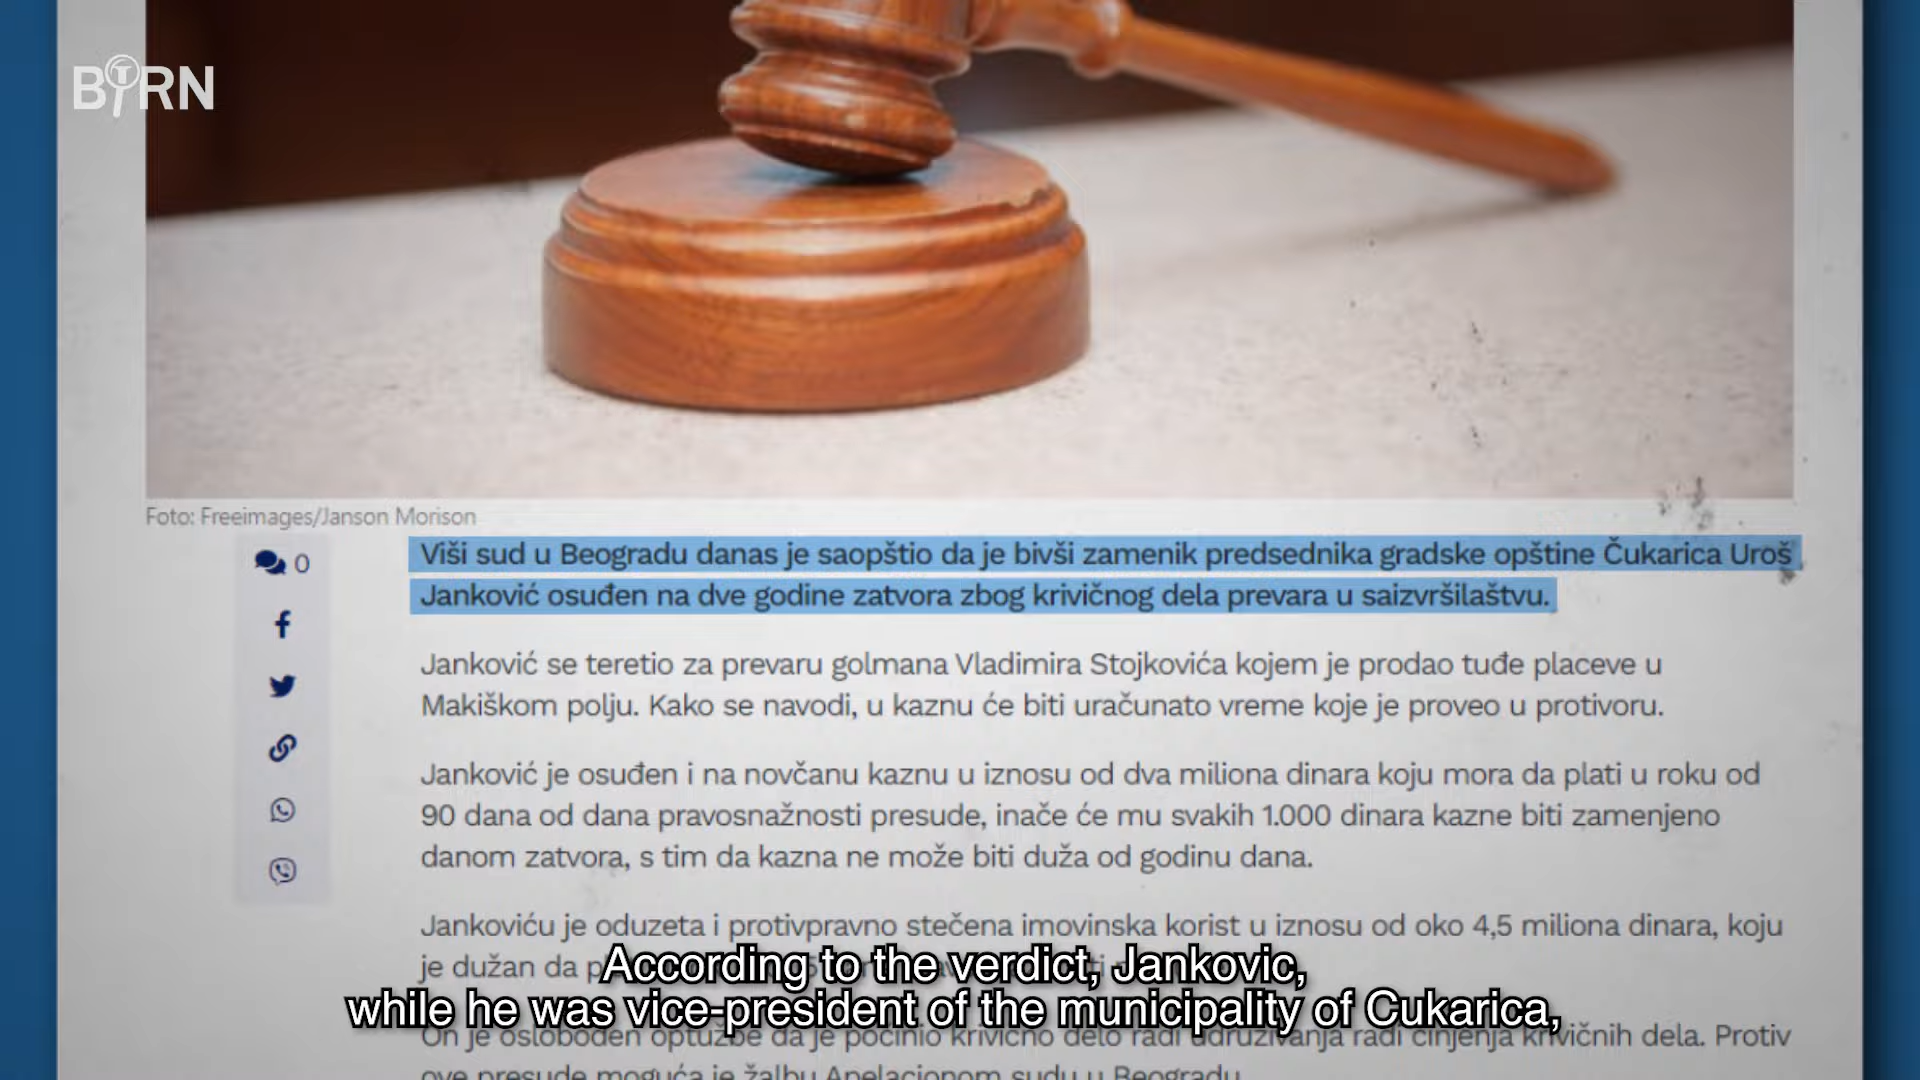 BIRN
Foto: Freeimages/Janson Morison
0
Viši sud u Beogradu danas je saopštio da je bivši zamenik predsednika gradske opštine Čukarica Uroš
Janković osuđen na dve godine zatvora zbog krivičnog dela prevara u saizvršilaštvu.
Janković se teretio za prevaru golmana Vladimira Stojkovića kojem je prodao tuđe placeve u
Makiškom polju. Kako se navodi, u kaznu će biti uračunato vreme koje je proveo u protivoru.
Janković je osuđen i na novčanu kaznu u iznosu od dva miliona dinara koju mora da plati u roku od
90 dana od dana pravosnažnosti presude, inače će mu svakih 1.000 dinara kazne biti zamenjeno
danom zatvora, s tim da kazna ne može biti duža od godinu dana.
Jankoviću je oduzeta i protivpravno stečena imovinska korist u iznosu od oko 4,5 miliona dinara, koju
je dužan da
According to the verdict, Jankovic,
while he was vice-president of the municipality of Cukarica,
On je oslobođen optužbe da je počinio krivično delo radi udruživanja radi činjenja krivičnih dela. Protiv
ove presude moguća je žalbu Apelacionom sudu u Beogradu